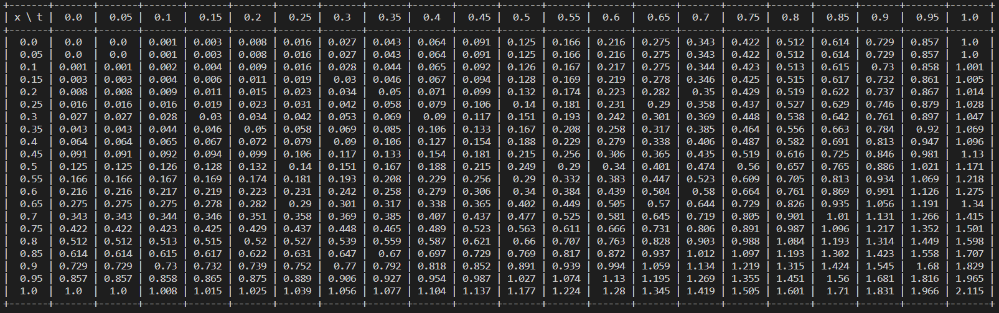 +-------+-------+-------+-------+-------+-------+-------+-------+-------+-------+-------+-------+-------+-------+-------+-------+-------+-------+-------+-------+-------+-------+
| x \ t | 0.0 | 0.05 | 0.1 | 0.15 | 0.2 | 0.25 | 0.3 | 0.35 | 0.4 | 0.45 | 0.5 | 0.55 | 0.6 | 0.65 | 0.7 | 0.75 | 0.8 | 0.85 | 0.9 | 0.95 | 1.0 |
+-------+-------+-------+-------+-------+-------+-------+-------+-------+-------+-------+-------+-------+-------+-------+-------+-------+-------+-------+-------+-------+-------+
| 0.0 | 0.0 | 0.0 | 0.001 | 0.003 | 0.008 | 0.016 | 0.027 | 0.043 | 0.064 | 0.091 | 0.125 | 0.166 | 0.216 | 0.275 | 0.343 | 0.422 | 0.512 | 0.614 | 0.729 | 0.857 | 1.0 |
| 0.05 | 0.0 | 0.0 | 0.001 | 0.003 | 0.008 | 0.016 | 0.027 | 0.043 | 0.064 | 0.091 | 0.125 | 0.166 | 0.216 | 0.275 | 0.343 | 0.422 | 0.512 | 0.614 | 0.729 | 0.857 | 1.0 |
| 0.1 | 0.001 | 0.001 | 0.002 | 0.004 | 0.009 | 0.016 | 0.028 | 0.044 | 0.065 | 0.092 | 0.126 | 0.167 | 0.217 | 0.275 | 0.344 | 0.423 | 0.513 | 0.615 | 0.73 | 0.858 | 1.001 |
| 0.15 | 0.003 | 0.003 | 0.004 | 0.006 | 0.011 | 0.019 | 0.03 | 0.046 | 0.067 | 0.094 | 0.128 | 0.169 | 0.219 | 0.278 | 0.346 | 0.425 | 0.515 | 0.617 | 0.732 | 0.861 | 1.005 |
| 0.2 | 0.008 | 0.008 | 0.009 | 0.011 | 0.015 | 0.023 | 0.034 | 0.05 | 0.071 | 0.099 | 0.132 | 0.174 | 0.223 | 0.282 | 0.35 | 0.429 | 0.519 | 0.622 | 0.737 | 0.867 | 1.014 |
| 0.25 | 0.016 | 0.016 | 0.016 | 0.019 | 0.023 | 0.031 | 0.042 | 0.058 | 0.079 | 0.106 | 0.14 | 0.181 | 0.231 | 0.29 | 0.358 | 0.437 | 0.527 | 0.629 | 0.746 | 0.879 | 1.028 |
| 0.3 | 0.027 | 0.027 | 0.028 | 0.03 | 0.034 | 0.042 | 0.053 | 0.069 | 0.09 | 0.117 | 0.151 | 0.193 | 0.242 | 0.301 | 0.369 | 0.448 | 0.538 | 0.642 | 0.761 | 0.897 | 1.047 |
| 0.35 | 0.043 | 0.043 | 0.044 | 0.046 | 0.05 | 0.058 | 0.069 | 0.085 | 0.106 | 0.133 | 0.167 | 0.208 | 0.258 | 0.317 | 0.385 | 0.464 | 0.556 | 0.663 | 0.784 | 0.92 | 1.069 |
| 0.4 | 0.064 | 0.064 | 0.065 | 0.067 | 0.072 | 0.079 | 0.09 | 0.106 | 0.127 | 0.154 | 0.188 | 0.229 | 0.279 | 0.338 | 0.406 | 0.487 | 0.582 | 0.691 | 0.813 | 0.947 | 1.096 |
| 0.45 | 0.091 | 0.091 | 0.092 | 0.094 | 0.099 | 0.106 | 0.117 | 0.133 | 0.154 | 0.181 | 0.215 | 0.256 | 0.306 | 0.365 | 0.435 | 0.519 | 0.616 | 0.725 | 0.846 | 0.981 | 1.13 |
| 0.5 | 0.125 | 0.125 | 0.126 | 0.128 | 0.132 | 0.14 | 0.151 | 0.167 | 0.188 | 0.215 | 0.249 | 0.29 | 0.34 | 0.401 | 0.474 | 0.56 | 0.657 | 0.765 | 0.886 | 1.021 | 1.171 |
| 0.55 | 0.166 | 0.166 | 0.167 | 0.169 | 0.174 | 0.181 | 0.193 | 0.208 | 0.229 | 0.256 | 0.29 | 0.332 | 0.383 | 0.447 | 0.523 | 0.609 | 0.705 | 0.813 | 0.934 | 1.069 | 1.218 |
| 0.6 | 0.216 | 0.216 | 0.217 | 0.219 | 0.223 | 0.231 | 0.242 | 0.258 | 0.279 | 0.306 | 0.34 | 0.384 | 0.439 | 0.504 | 0.58 | 0.664 | 0.761 | 0.869 | 0.991 | 1.126 | 1.275 |
| 0.65 | 0.275 | 0.275 | 0.275 | 0.278 | 0.282 | 0.29 | 0.301 | 0.317 | 0.338 | 0.365 | 0.402 | 0.449 | 0.505 | 0.57 | 0.644 | 0.729 | 0.826 | 0.935 | 1.056 | 1.191 | 1.34 |
| 0.7 | 0.343 | 0.343 | 0.344 | 0.346 | 0.351 | 0.358 | 0.369 | 0.385 | 0.407 | 0.437 | 0.477 | 0.525 | 0.581 | 0.645 | 0.719 | 0.805 | 0.901 | 1.01 | 1.131 | 1.266 | 1.415 |
| 0.75 | 0.422 | 0.422 | 0.423 | 0.425 | 0.429 | 0.437 | 0.448 | 0.465 | 0.489 | 0.523 | 0.563 | 0.611 | 0.666 | 0.731 | 0.806 | 0.891 | 0.987 | 1.096 | 1.217 | 1.352 | 1.501 |
| 0.8 | 0.512 | 0.512 | 0.513 | 0.515 | 0.52 | 0.527 | 0.539 | 0.559 | 0.587 | 0.621 | 0.66 | 0.707 | 0.763 | 0.828 | 0.903 | 0.988 | 1.084 | 1.193 | 1.314 | 1.449 | 1.598 |
| 0.85 | 0.614 | 0.614 | 0.615 | 0.617 | 0.622 | 0.631 | 0.647 | 0.67 | 0.697 | 0.729 | 0.769 | 0.817 | 0.872 | 0.937 | 1.012 | 1.097 | 1.193 | 1.302 | 1.423 | 1.558 | 1.707 |
| 0.9 | 0.729 | 0.729 | 0.73 | 0.732 | 0.739 | 0.752 | 0.77 | 0.792 | 0.818 | 0.852 | 0.891 | 0.939 | 0.994 | 1.059 | 1.134 | 1.219 | 1.315 | 1.424 | 1.545 | 1.68 | 1.829 |
| 0.95 | 0.857 | 0.857 | 0.858 | 0.865 | 0.875 | 0.889 | 0.906 | 0.927 | 0.954 | 0.987 | 1.027 | 1.074 | 1.13 | 1.195 | 1.269 | 1.355 | 1.451 | 1.56 | 1.681 | 1.816 | 1.965 |
| 1.0 | 1.0 | 1.0 | 1.008 | 1.015 | 1.025 | 1.039 | 1.056 | 1.077 | 1.104 | 1.137 | 1.177 | 1.224 | 1.28 | 1.345 | 1.419 | 1.505 | 1.601 | 1.71 | 1.831 | 1.966 | 2.115 |
+-------+-------+-------+-------+-------+-------+-------+-------+-------+-------+-------+-------+-------+-------+-------+-------+-------+-------+-------+-------+-------+-------+